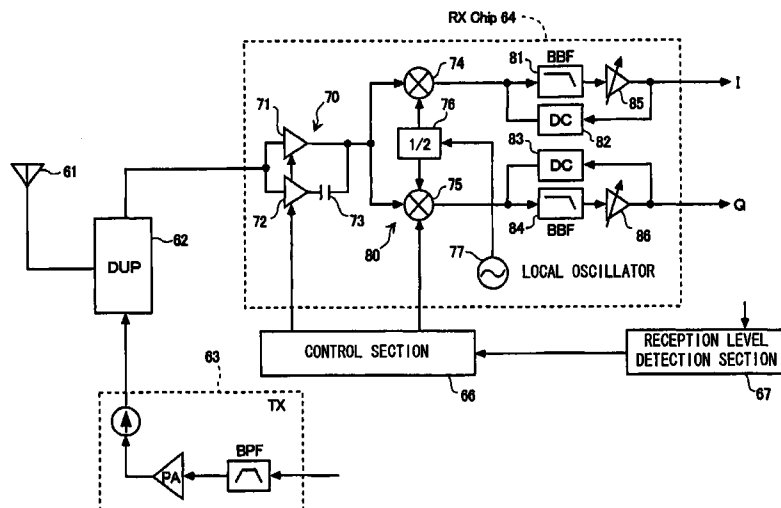 RX Chip 64
74
81
BBF
85
I
71
70
76
DC
82
1/2
83
DC
61
72
73
75
Q
62
DUP
80
77
84
BBF
86
LOCAL OSCILLATOR
CONTROL SECTION
66
RECEPTION LEVEL
DETECTION SECTION
67
63
TX
BPF
PA